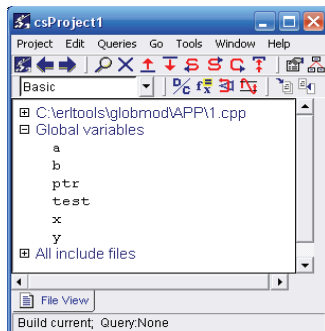 csProject1
Project Edit Queries Go Tools Window Help
Basic
C:\erltools\globmod\APP\1.cpp
Global variables
a
b
ptr
test
x
y
All include files
File View
Build current; Query:None